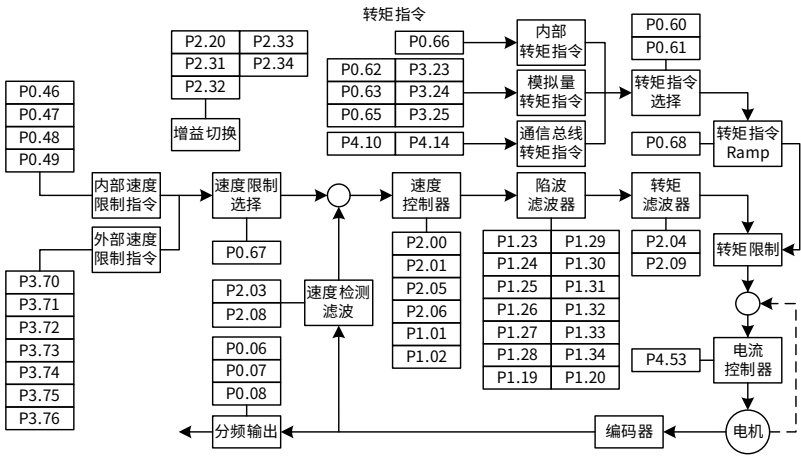 转矩指令
P0.66
内部
转矩指令
P0.62 P3.23
P0.63 P3.24
P0.65 P3.25
模拟量
转矩指令
P4.10 P4.14
通信总线
转矩指令
P0.60
P0.61
转矩指令
选择
P0.68
转矩指令
Ramp
P2.20 P2.33
P2.31 P2.34
P2.32
增益切换
P0.46
P0.47
P0.48
P0.49
内部速度
限制指令
外部速度
限制指令
P3.70
P3.71
P3.72
P3.73
P3.74
P3.75
P3.76
速度限制
选择
P0.67
速度
控制器
P2.00
P2.01
P2.05
P2.06
P1.01
P1.02
陷波
滤波器
P1.23 P1.29
P1.24 P1.30
P1.25 P1.31
P1.26 P1.32
P1.27 P1.33
P1.28 P1.34
P1.19 P1.20
转矩
滤波器
P2.04
P2.09
转矩限制
P2.03
P2.08
速度检测
滤波
P0.06
P0.07
P0.08
分频输出
P4.53
电流
控制器
编码器
电机